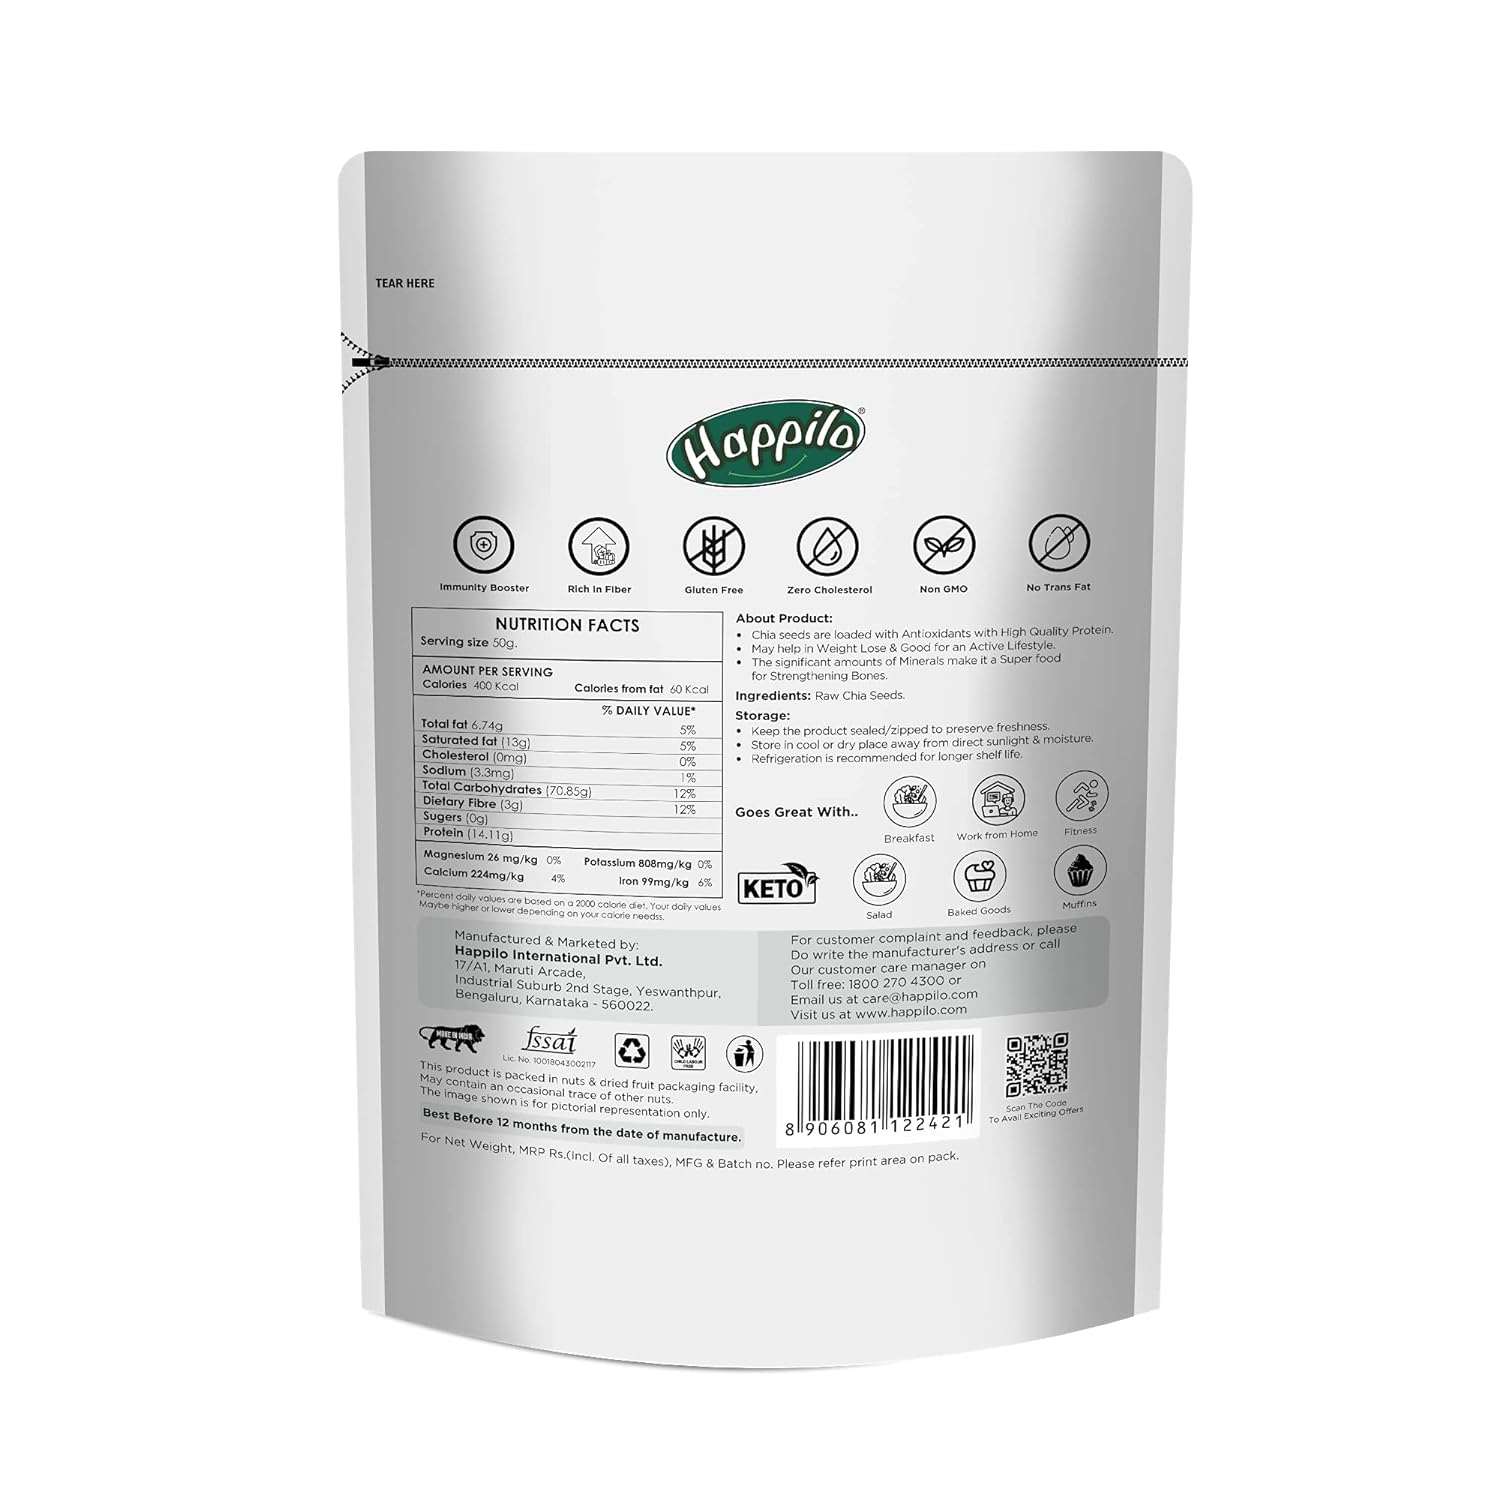 TEAR HERE
Happilo®
Immunity Booster
Rich In Fiber
Gluten Free
Zero Cholesterol
Non GMO
No Trans Fat
NUTRITION FACTS
Serving size 50g.
AMOUNT PER SERVING
Calories 400 Kcal Calories from fat 60 Kcal
% DAILY VALUE*
Total fat 6.74g 5%
Saturated fat (13g) 5%
Cholesterol (0mg) 0%
Sodium (3.3mg) 1%
Total Carbohydrates (70.85g) 12%
Dietary Fibre (3g) 12%
Sugers (0g)
Protein (14.11g)
Magnesium 26 mg/kg 0% Potassium 808mg/kg 0%
Calcium 224mg/kg 4% Iron 99mg/kg 6%
*Percent daily values are based on a 2000 calorie diet. Your daily values
Maybe higher or lower depending on your calorie needss.
About Product:
• Chia seeds are loaded with Antioxidants with High Quality Protein.
• May help in Weight Lose & Good for an Active Lifestyle.
• The significant amounts of Minerals make it a Super food
for Strengthening Bones.
Ingredients: Raw Chia Seeds.
Storage:
• Keep the product sealed/zipped to preserve freshness.
• Store in cool or dry place away from direct sunlight & moisture.
• Refrigeration is recommended for longer shelf life.
Goes Great With..
Breakfast
Work from Home
Fitness
KETO
Salad
Baked Goods
Muffins
Manufactured & Marketed by:
Happilo International Pvt. Ltd.
17/A1, Maruti Arcade,
Industrial Suburb 2nd Stage, Yeswanthpur,
Bengaluru, Karnataka - 560022.
For customer complaint and feedback, please
Do write the manufacturer's address or call
Our customer care manager on
Toll free: 1800 270 4300 or
Email us at care@happilo.com
Visit us at www.happilo.com
MAKE IN INDIA
fssai
Lic. No. 10018043002117
CHILD LABOUR
FREE
This product is packed in nuts & dried fruit packaging facility,
May contain an occasional trace of other nuts.
The image shown is for pictorial representation only.
Best Before 12 months from the date of manufacture.
For Net Weight, MRP Rs.(Incl. Of all taxes), MFG & Batch no. Please refer print area on pack.
8 906081 122421
Scan The Code
To Avail Exciting Offers